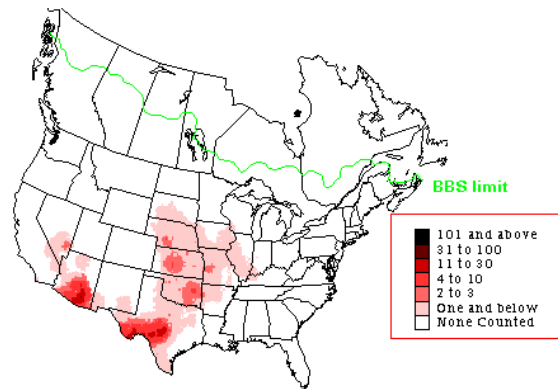 BBS limit
101 and above
31 to 100
11 to 30
4 to 10
2 to 3
One and below
None Counted